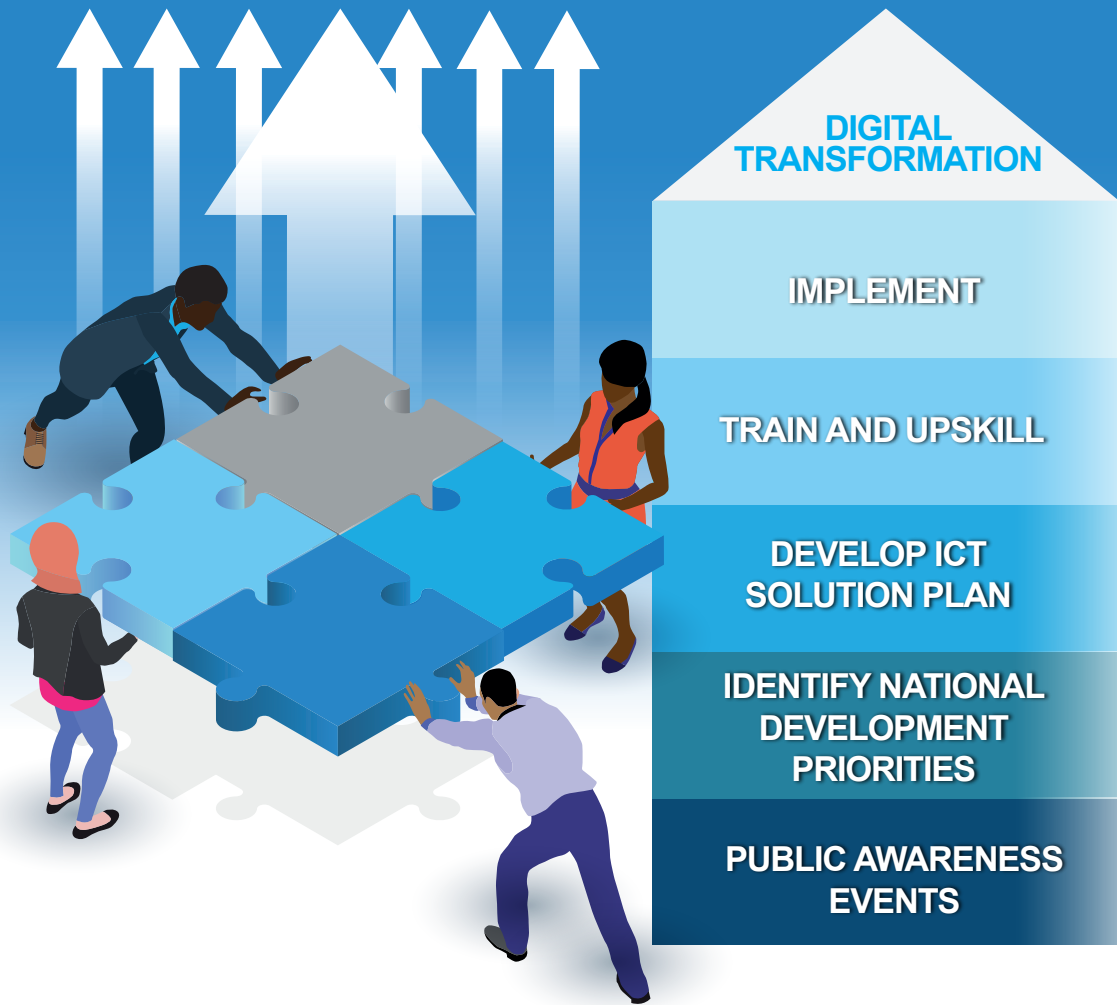 DIGITAL
TRANSFORMATION
IMPLEMENT
TRAIN AND UPSKILL
DEVELOP ICT
SOLUTION PLAN
IDENTIFY NATIONAL
DEVELOPMENT
PRIORITIES
PUBLIC AWARENESS
EVENTS